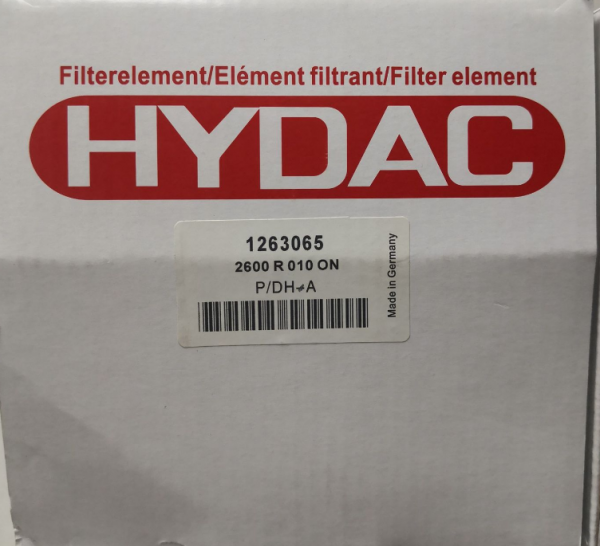 Filterelement/Elément filtrant/Filter element
HYDAC
1263065
2600 R 010 ON
P/DH≠A
Made in Germany